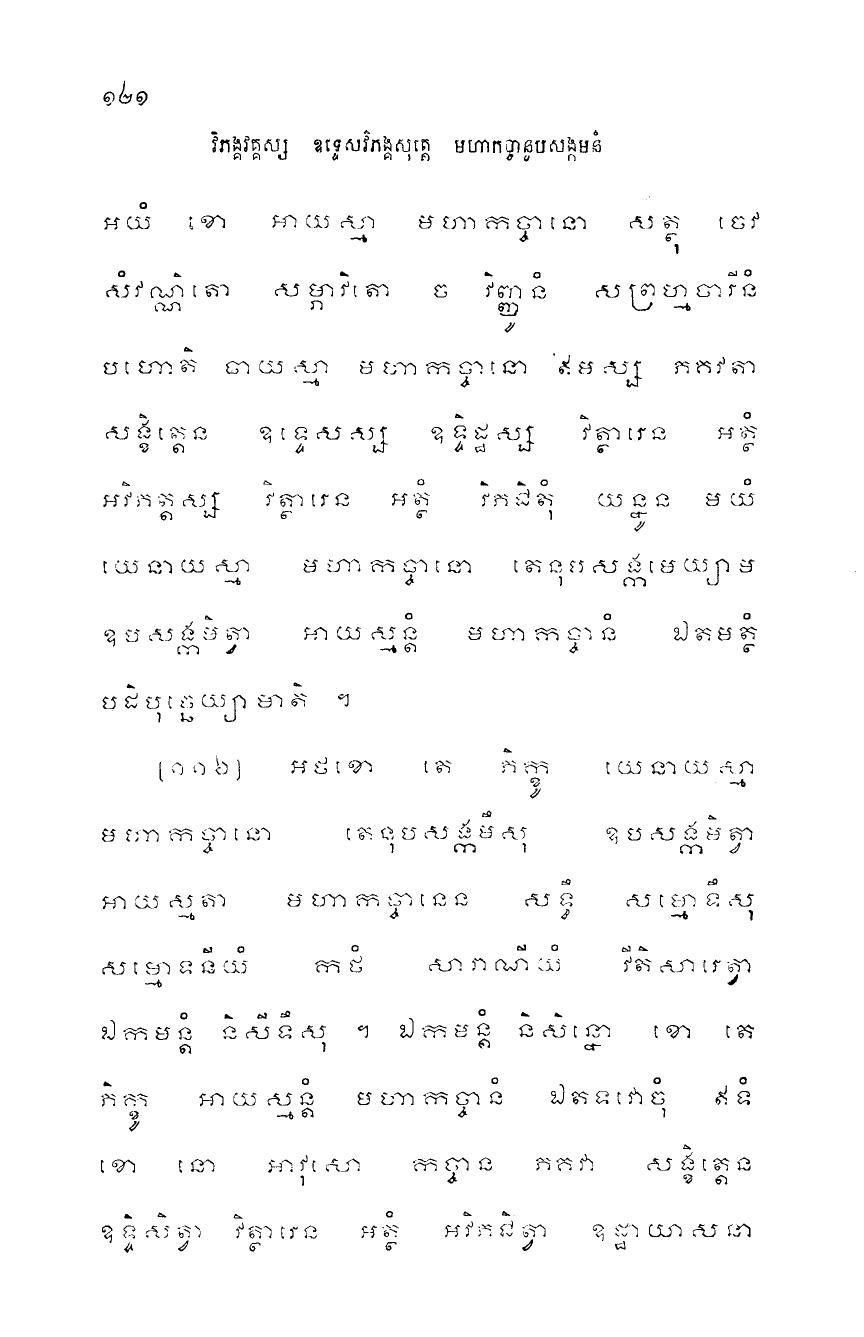 ១២១
វិភង្គវគ្គស្ស ឧទ្ទេសវិភង្គសុត្តេ មហាកច្ចានូបសង្កមនំ
អយំ ខោ អាយស្មា មហាកច្ចានោ សត្ថុ ចេវ
សំវណ្ណិតោ សម្ភាវិតោ ច វិញ្ញូនំ សព្រហ្មចារីនំ
បហោតិ ចាយស្មា មហាកច្ចានោ ឥមស្ស ភគវតា
សង្ខិត្តេន ឧទ្ទេសស្ស ឧទ្ទិដ្ឋស្ស វិត្ថារេន អត្ថំ
អវិភត្តស្ស វិត្ថារេន អត្ថំ វិភជិតុំ យន្នូន មយំ
យេនាយស្មា មហាកច្ចានោ តេនុបសង្កមេយ្យាម
ឧបសង្កមិត្វា អាយស្មន្តំ មហាកច្ចានំ ឯតមត្ថំ
បដិបុច្ឆេយ្យាមាតិ ។
[១១៦] អថខោ តេ ភិក្ខូ យេនាយស្មា
មហាកច្ចានោ តេនុបសង្កមឹសុ ឧបសង្កមិត្វា
អាយស្មតា មហាកច្ចានេន សទ្ធឹ សម្មោទឹសុ
សម្មោទនីយំ កថំ សារាណីយំ វីតិសារេត្វា
ឯកមន្តំ និសីទឹសុ ។ ឯកមន្តំ និសិន្នោ ខោ តេ
ភិក្ខូ អាយស្មន្តំ មហាកច្ចានំ ឯតទវោចុំ ឥទំ
ខោ នោ អាវុសោ កច្ចាន ភគវា សង្ខិត្តេន
ឧទ្ទិសិត្វា វិត្ថារេន អត្ថំ អវិភជិត្វា ឧដ្ឋាយាសនា